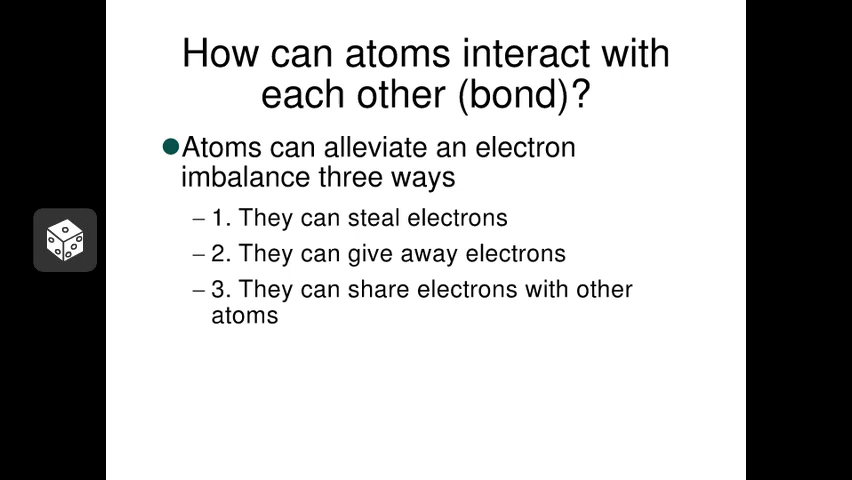 How can atoms interact with
each other (bond)?
Atoms can alleviate an electron
imbalance three ways
– 1. They can steal electrons
– 2. They can give away electrons
– 3. They can share electrons with other
atoms